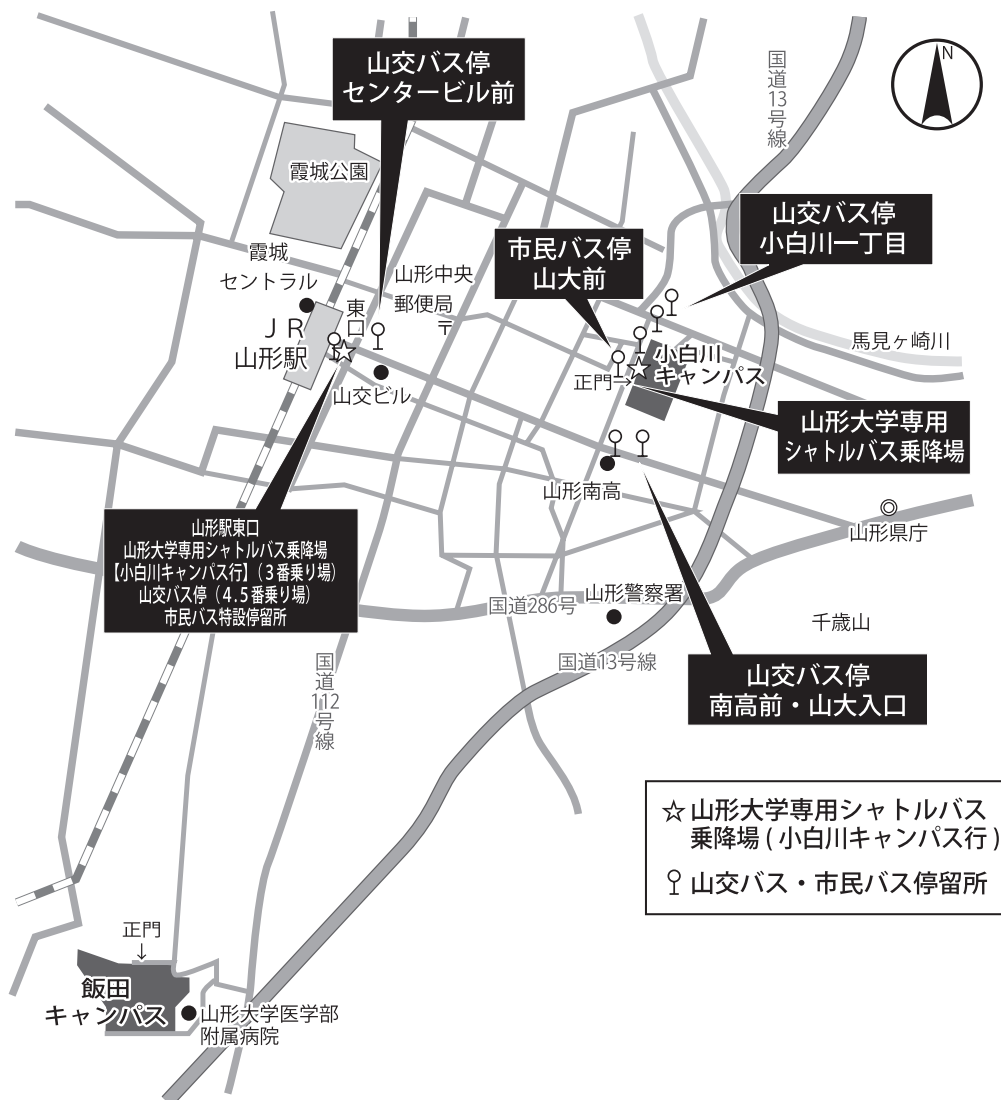 山交バス停
センタービル前
国道13号線
N
霞城公園
山交バス停
小白川一丁目
市民バス停
山大前
霞城
セントラル
山形中央
郵便局
〒
東口
JR
山形駅
山交ビル
馬見ヶ崎川
小白川
キャンパス
正門→
山形大学専用
シャトルバス乗降場
山形南高
山形県庁
山形駅東口
山形大学専用シャトルバス乗降場
【小白川キャンパス行】(3番乗り場)
山交バス停(4.5番乗り場)
市民バス特設停留所
国道286号
山形警察署
千歳山
国道13号線
国道112号線
山交バス停
南高前・山大入口
☆山形大学専用シャトルバス
乗降場(小白川キャンパス行)
山交バス・市民バス停留所
正門
↓
飯田
キャンパス
山形大学医学部
附属病院